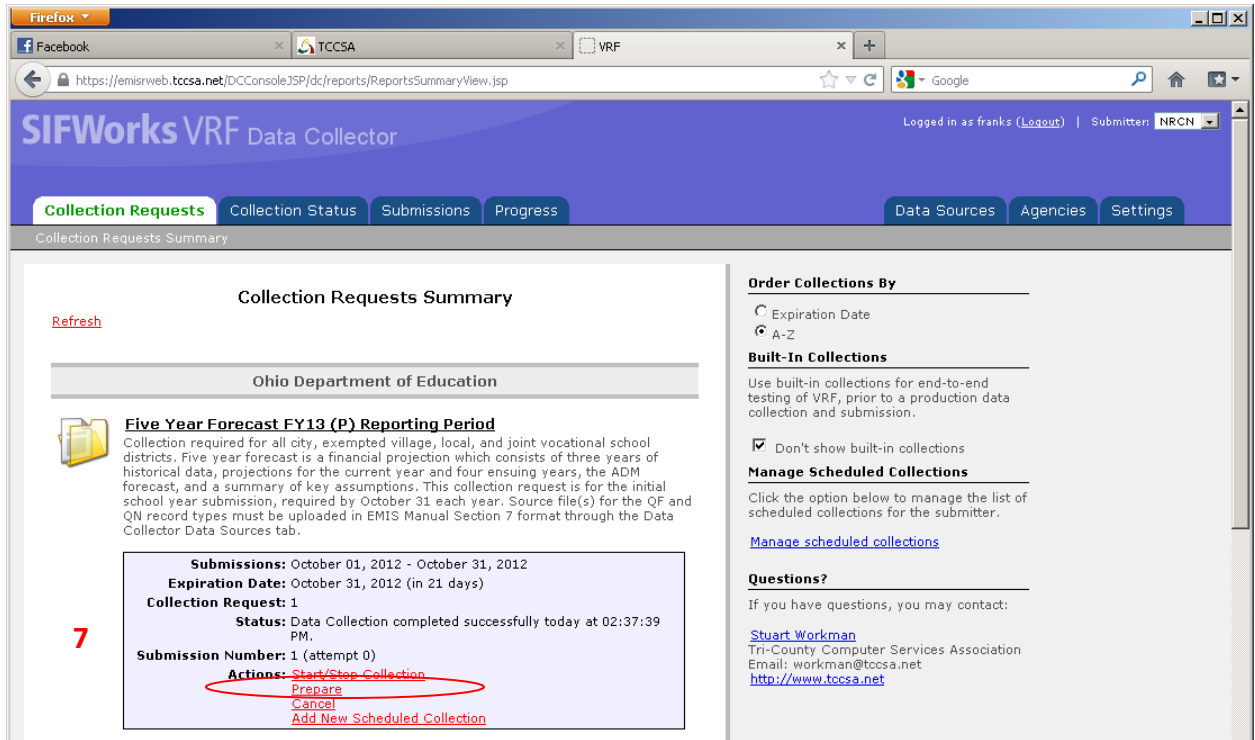 Firefox
Facebook × TCCSA × VRF × +
https://emisrweb.tccsa.net/DCConsoleJSP/dc/reports/ReportsSummaryView.jsp Google
SIFWorks VRF Data Collector
Logged in as franks (Logout) | Submitter: NRCN
Collection Requests Collection Status Submissions Progress Data Sources Agencies Settings
Collection Requests Summary
Collection Requests Summary
Refresh
Ohio Department of Education
Five Year Forecast FY13 (P) Reporting Period
Collection required for all city, exempted village, local, and joint vocational school
districts. Five year forecast is a financial projection which consists of three years of
historical data, projections for the current year and four ensuing years, the ADM
forecast, and a summary of key assumptions. This collection request is for the initial
school year submission, required by October 31 each year. Source file(s) for the QF and
QN record types must be uploaded in EMIS Manual Section 7 format through the Data
Collector Data Sources tab.
Submissions: October 01, 2012 - October 31, 2012
Expiration Date: October 31, 2012 (in 21 days)
Collection Request: 1
Status: Data Collection completed successfully today at 02:37:39
PM.
7
Submission Number: 1 (attempt 0)
Actions: Start/Stop Collection
Prepare
Cancel
Add New Scheduled Collection
Order Collections By
Expiration Date
A-Z
Built-In Collections
Use built-in collections for end-to-end
testing of VRF, prior to a production data
collection and submission.
Don't show built-in collections
Manage Scheduled Collections
Click the option below to manage the list of
scheduled collections for the submitter.
Manage scheduled collections
Questions?
If you have questions, you may contact:
Stuart Workman
Tri-County Computer Services Association
Email: workman@tccsa.net
http://www.tccsa.net